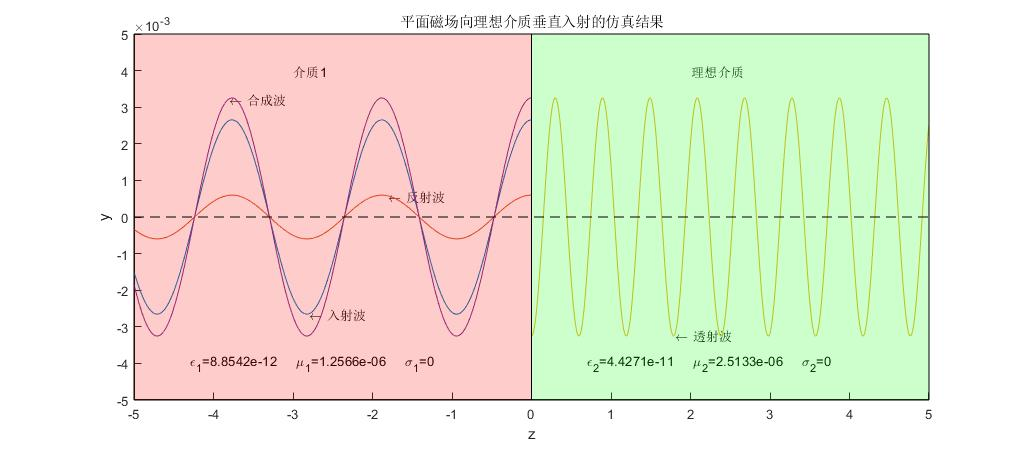 平面磁场向理想介质垂直入射的仿真结果
×10⁻³
5
4
3
2
1
0
-1
-2
-3
-4
-5
y
介质1
理想介质
← 合成波
← 反射波
← 入射波
← 透射波
ϵ₁=8.8542e-12 μ₁=1.2566e-06 σ₁=0
ϵ₂=4.4271e-11 μ₂=2.5133e-06 σ₂=0
-5 -4 -3 -2 -1 0 1 2 3 4 5
z